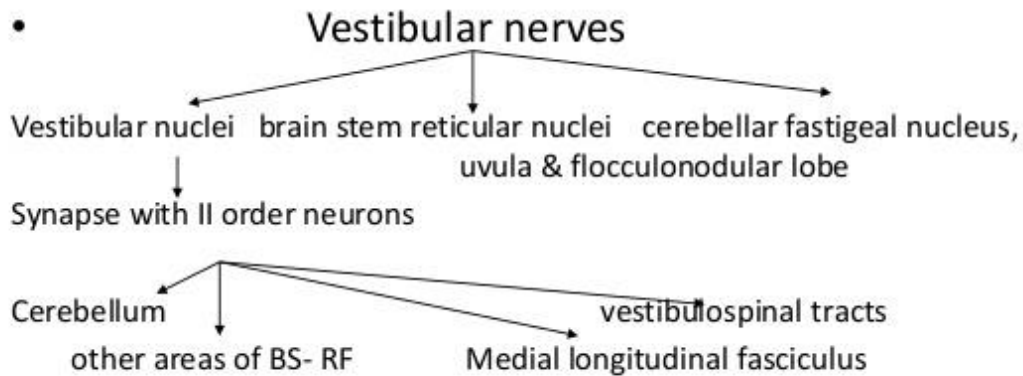 • Vestibular nerves
Vestibular nuclei brain stem reticular nuclei cerebellar fastigeal nucleus,
uvula & flocculonodular lobe
Synapse with II order neurons
Cerebellum vestibulospinal tracts
other areas of BS- RF Medial longitudinal fasciculus